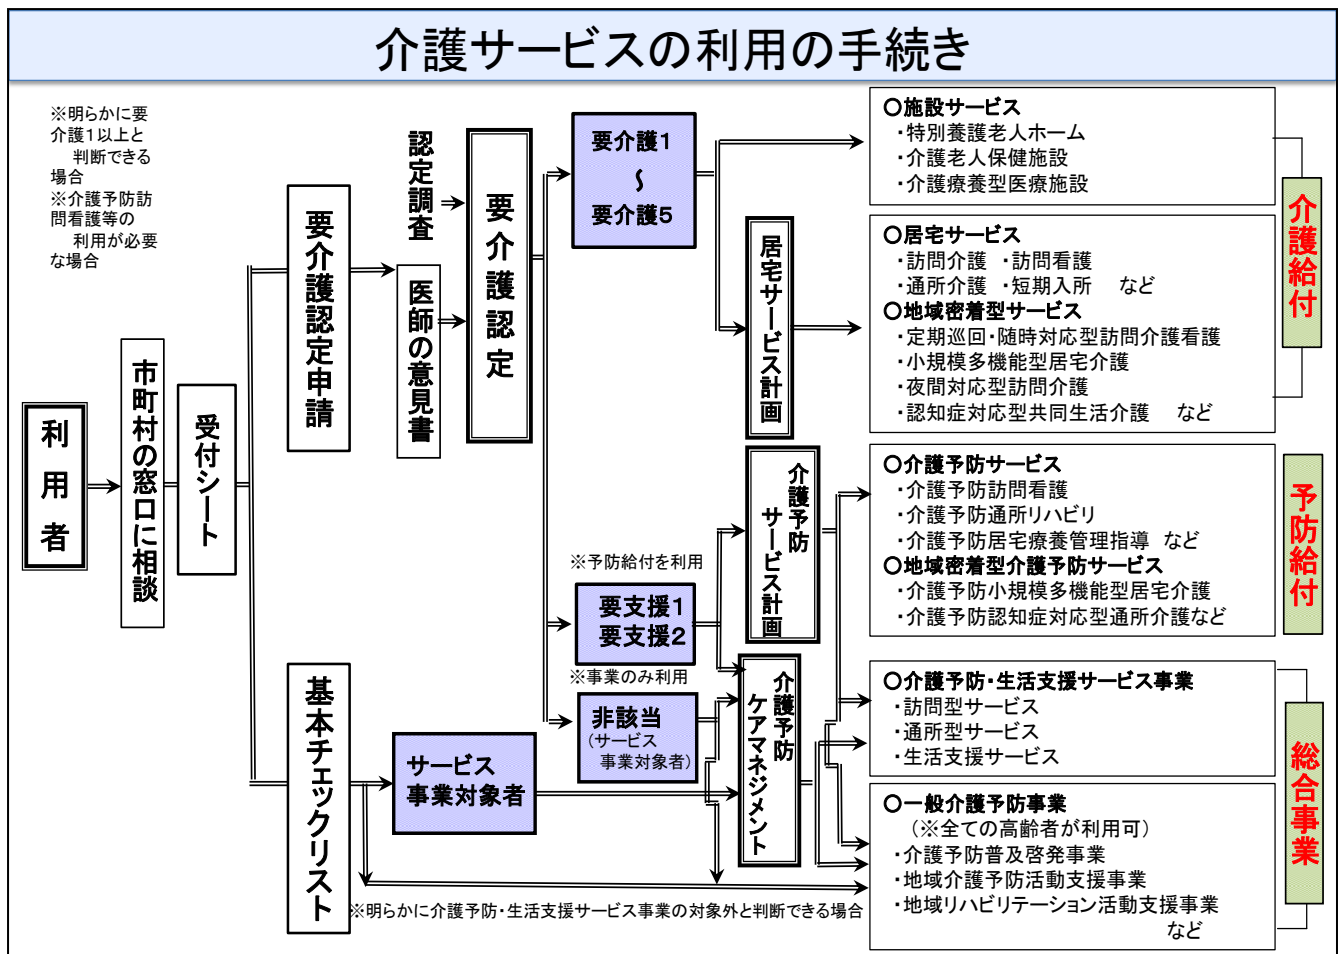 介護サービスの利用の手続き
※明らかに要
介護1以上と
判断できる
場合
※介護予防訪
問看護等の
利用が必要
な場合
利用者
市町村の窓口に相談
受付シート
要介護認定申請
認定調査
医師の意見書
要介護認定
要介護1
〜
要介護5
居宅サービス計画
○施設サービス
・特別養護老人ホーム
・介護老人保健施設
・介護療養型医療施設
○居宅サービス
・訪問介護 ・訪問看護
・通所介護 ・短期入所 など
○地域密着型サービス
・定期巡回・随時対応型訪問介護看護
・小規模多機能型居宅介護
・夜間対応型訪問介護
・認知症対応型共同生活介護 など
介護給付
※予防給付を利用
要支援1
要支援2
※事業のみ利用
介護予防
サービス計画
○介護予防サービス
・介護予防訪問看護
・介護予防通所リハビリ
・介護予防居宅療養管理指導 など
○地域密着型介護予防サービス
・介護予防小規模多機能型居宅介護
・介護予防認知症対応型通所介護など
予防給付
基本チェックリスト
サービス
事業対象者
非該当
(サービス
事業対象者)
介護予防
ケアマネジメント
○介護予防・生活支援サービス事業
・訪問型サービス
・通所型サービス
・生活支援サービス
○一般介護予防事業
(※全ての高齢者が利用可)
・介護予防普及啓発事業
・地域介護予防活動支援事業
・地域リハビリテーション活動支援事業
など
総合事業
※明らかに介護予防・生活支援サービス事業の対象外と判断できる場合